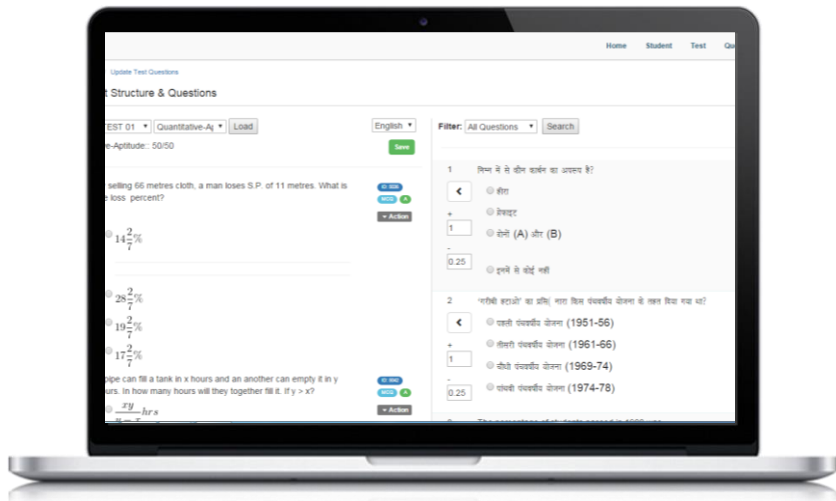 Home Student Test Qu
Update Test Questions
t Structure & Questions
TEST 01 Quantitative-A Load
English
Filter: All Questions Search
e-Aptitude:: 50/50
Save
selling 66 metres cloth, a man loses S.P. of 11 metres. What is
e loss percent?
MCQ A
Action
14 2/7 %
28 2/7 %
19 2/7 %
17 2/7 %
pipe can fill a tank in x hours and an another can empty it in y
urs. In how many hours will they together fill it. If y > x?
MCQ A
Action
xy
hrs
1 निम्न में से कौन कार्बन का अपरूप है?
हीरा
+
ग्रेफाइट
1
दोनों (A) और (B)
-
0.25
इनमें से कोई नहीं
2 'गरीबी हटाओ' का प्रसि| नारा किस पंचवर्षीय योजना के तहत दिया गया था?
पहली पंचवर्षीय योजना (1951-56)
+
तीसरी पंचवर्षीय योजना (1961-66)
1
चौथी पंचवर्षीय योजना (1969-74)
-
0.25
पांचवी पंचवर्षीय योजना (1974-78)